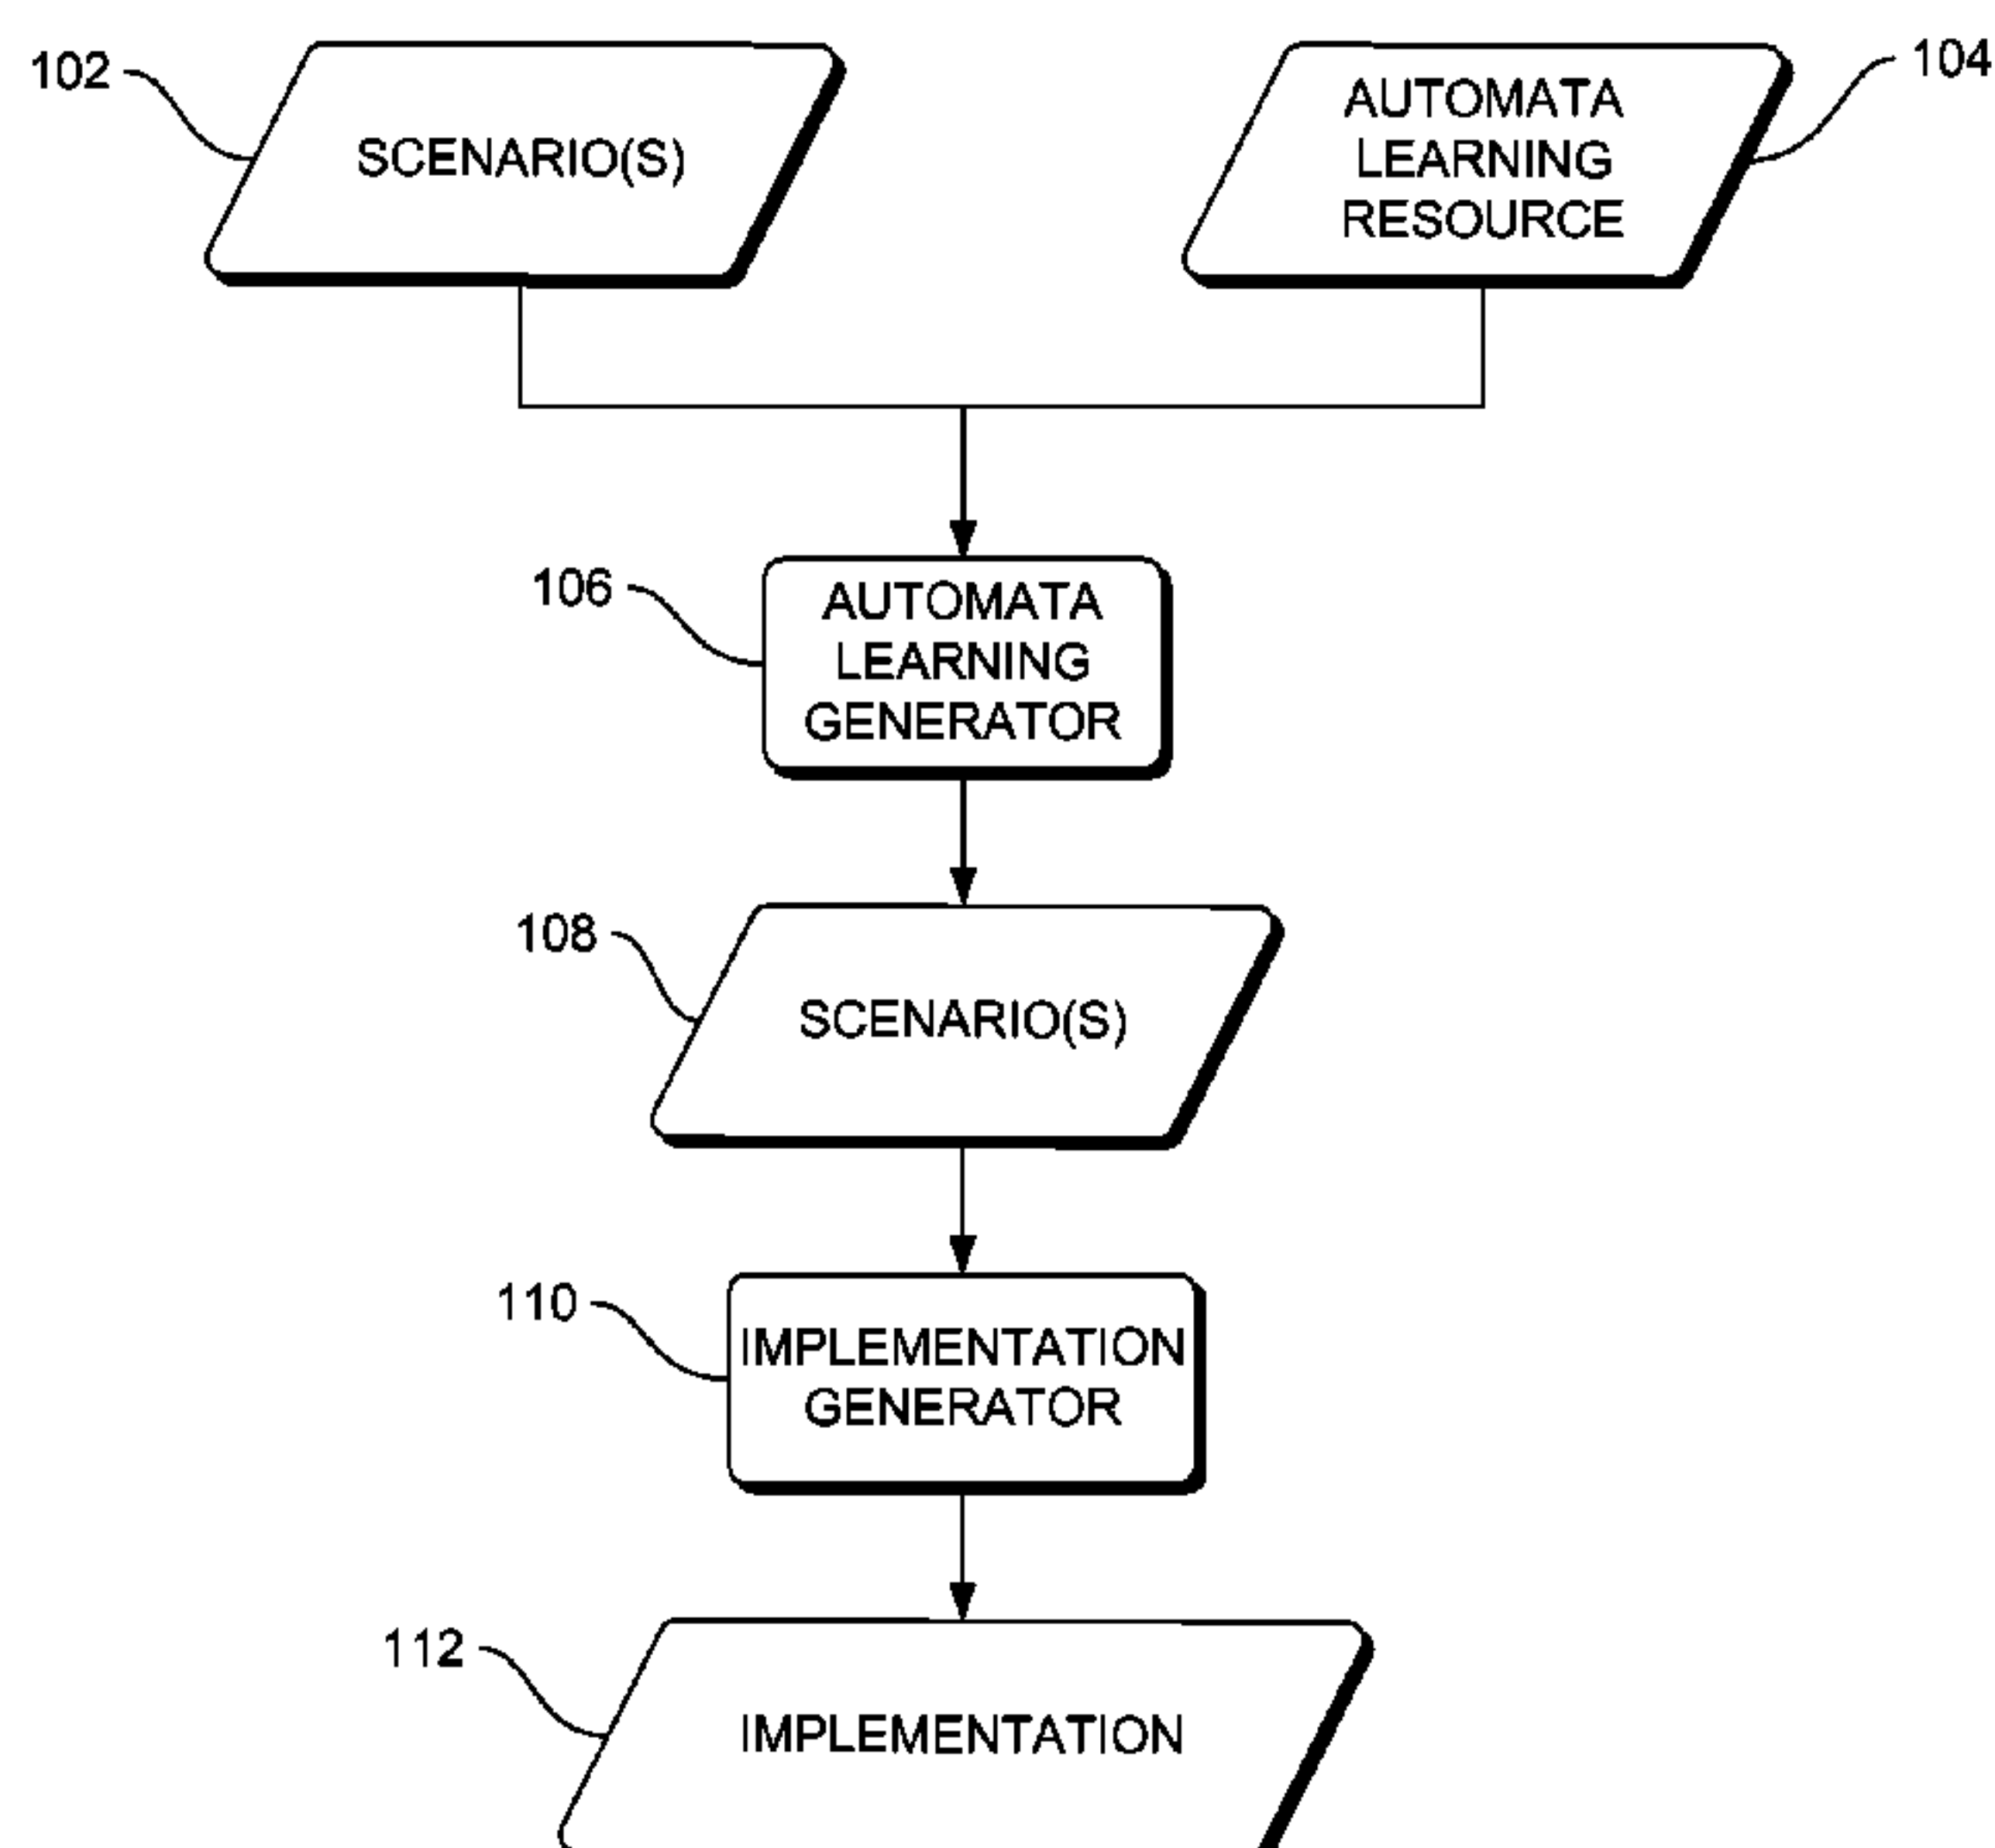 102
SCENARIO(S)
AUTOMATA
LEARNING
RESOURCE
104
106
AUTOMATA
LEARNING
GENERATOR
108
SCENARIO(S)
110
IMPLEMENTATION
GENERATOR
112
IMPLEMENTATION